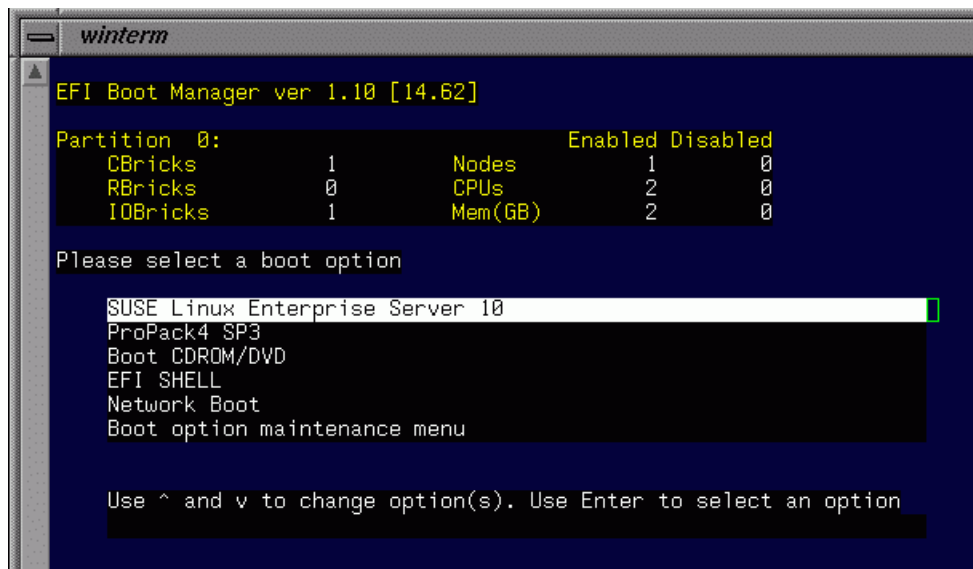 winterm
EFI Boot Manager ver 1.10 [14.62]
Partition 0: Enabled Disabled
CBricks 1 Nodes 1 0
RBricks 0 CPUs 2 0
IOBricks 1 Mem(GB) 2 0
Please select a boot option
SUSE Linux Enterprise Server 10
ProPack4 SP3
Boot CDROM/DVD
EFI SHELL
Network Boot
Boot option maintenance menu
Use ^ and v to change option(s). Use Enter to select an option